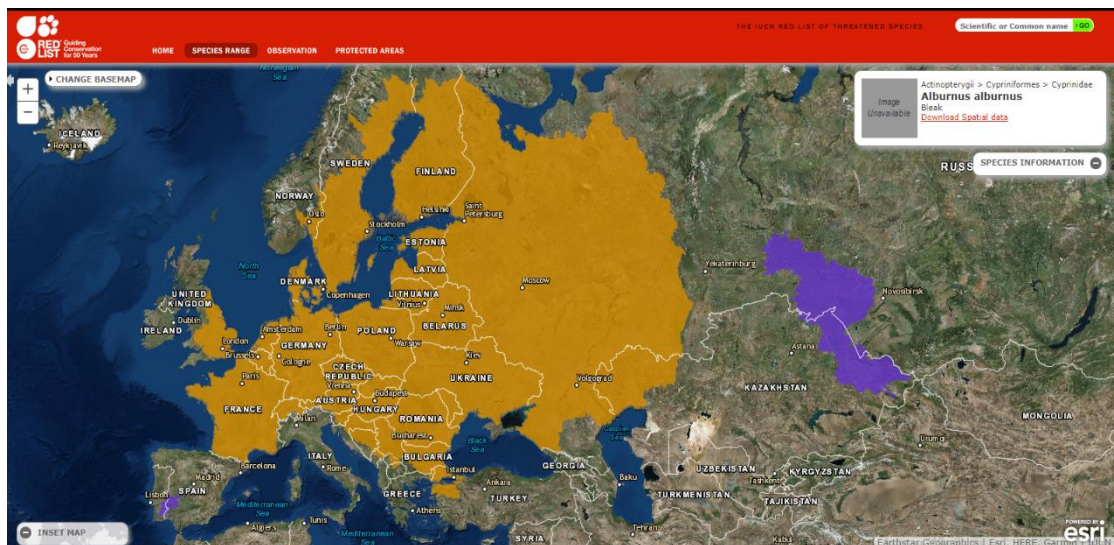 RED LIST
Guiding
Conservation
for 50 Years
THE IUCN RED LIST OF THREATENED SPECIES
Scientific or Common name
GO
HOME SPECIES RANGE OBSERVATION PROTECTED AREAS
+
−
CHANGE BASEMAP
Norwegian
Sea
Image
Unavailable
Actinopterygii > Cypriniformes > Cyprinidae
Alburnus alburnus
Bleak
Download Spatial data
SPECIES INFORMATION
RUSS
ICELAND
Reykjavik
SWEDEN
FINLAND
NORWAY
Oslo
Helsinki
Saint
Petersburg
Stockholm
Baltic
Sea
ESTONIA
North
Sea
LATVIA
DENMARK
Copenhagen
LITHUANIA
Vilnius
Minsk
Moscow
Yekaterinburg
Novosibirsk
UNITED
KINGDOM
Dublin
IRELAND
London
Amsterdam
Berlin
POLAND
Warsaw
BELARUS
Brussels
GERMANY
Cologne
Kiev
Astana
Paris
CZECH
REPUBLIC
Vienna
UKRAINE
Volgograd
KAZAKHSTAN
AUSTRIA
Budapest
HUNGARY
FRANCE
Milan
ROMANIA
Bucharest
MONGOLIA
Black
Sea
Caspian
Sea
Urumqi
BULGARIA
ITALY
Rome
Istanbul
GEORGIA
Barcelona
Madrid
SPAIN
Lisbon
GREECE
Athens
Ankara
TURKEY
Baku
UZBEKISTAN
KYRGYZSTAN
Tashkent
TURKMENISTAN
TAJIKISTAN
Mediterranean
Sea
Algiers
Tunis
Mediterranean
Sea
SYRIA
Tehran
Kabul
INSET MAP
POWERED BY
esri
Earthstar Geographics | Esri, HERE, Garmin